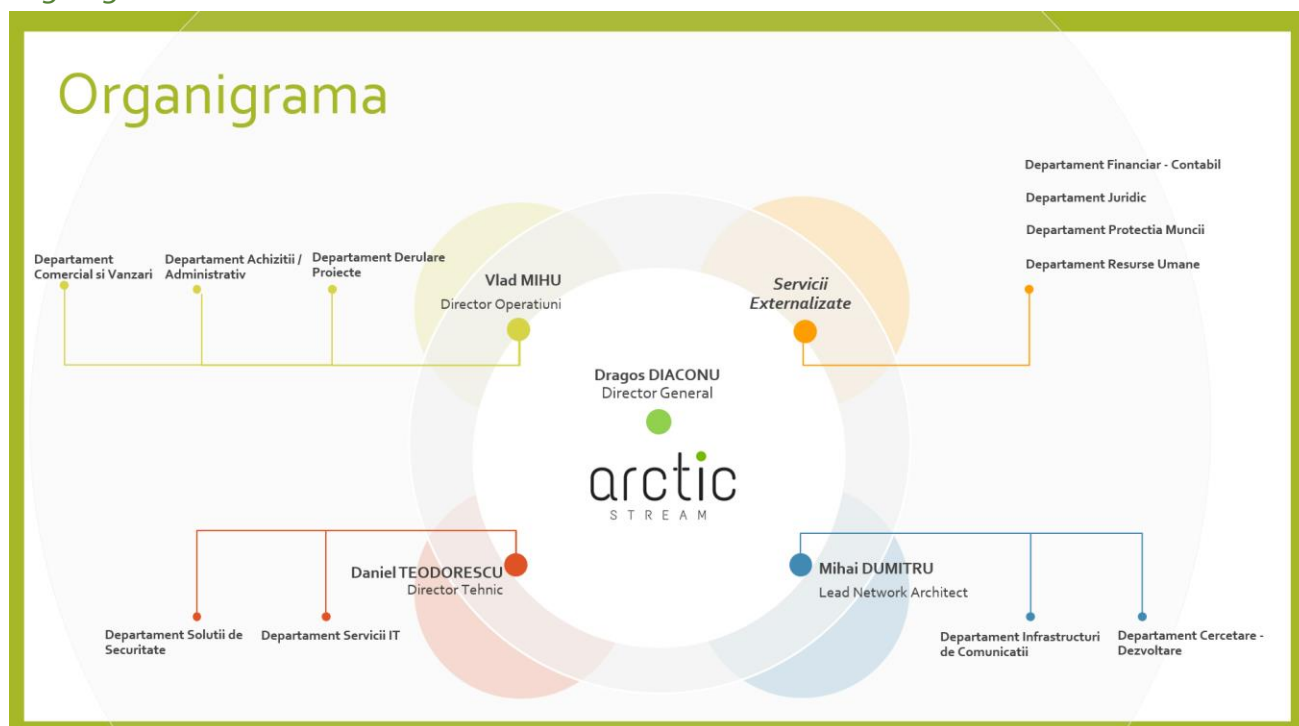 Organigrama
Departament Financiar - Contabil
Departament Juridic
Departament Protectia Muncii
Departament Resurse Umane
Departament
Comercial si Vanzari
Departament Achizitii /
Administrativ
Departament Derulare
Proiecte
Vlad MIHU
Director Operatiuni
Servicii
Externalizate
Dragos DIACONU
Director General
arctic
STREAM
Daniel TEODORESCU
Director Tehnic
Mihai DUMITRU
Lead Network Architect
Departament Solutii de
Securitate
Departament Servicii IT
Departament Infrastructuri
de Comunicatii
Departament Cercetare -
Dezvoltare